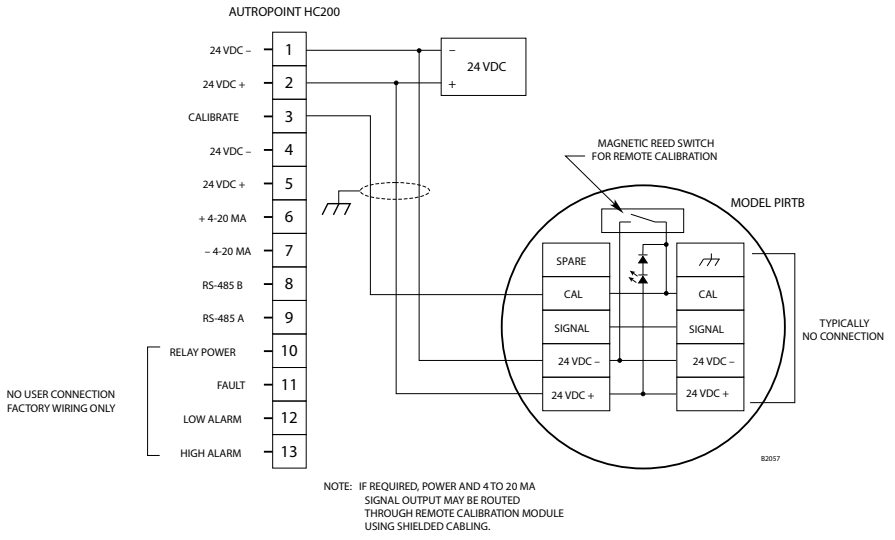 AUTROPOINT HC200
24 VDC – 1
24 VDC + 2
CALIBRATE 3
24 VDC – 4
24 VDC + 5
+ 4-20 MA 6
– 4-20 MA 7
RS-485 B 8
RS-485 A 9
RELAY POWER 10
FAULT 11
LOW ALARM 12
HIGH ALARM 13
NO USER CONNECTION
FACTORY WIRING ONLY
–
24 VDC
+
MAGNETIC REED SWITCH
FOR REMOTE CALIBRATION
MODEL PIRTB
SPARE
CAL
SIGNAL
24 VDC –
24 VDC +
CAL
SIGNAL
24 VDC –
24 VDC +
TYPICALLY
NO CONNECTION
B2057
NOTE: IF REQUIRED, POWER AND 4 TO 20 MA
SIGNAL OUTPUT MAY BE ROUTED
THROUGH REMOTE CALIBRATION MODULE
USING SHIELDED CABLING.